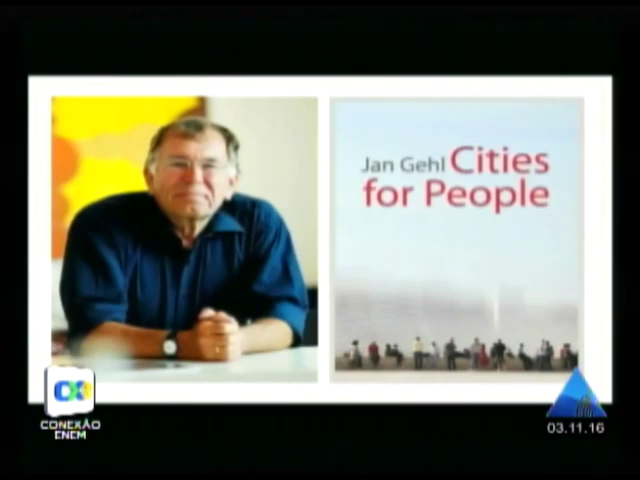 Jan Gehl Cities
for People
CONEXÃO
ENEM
03.11.16